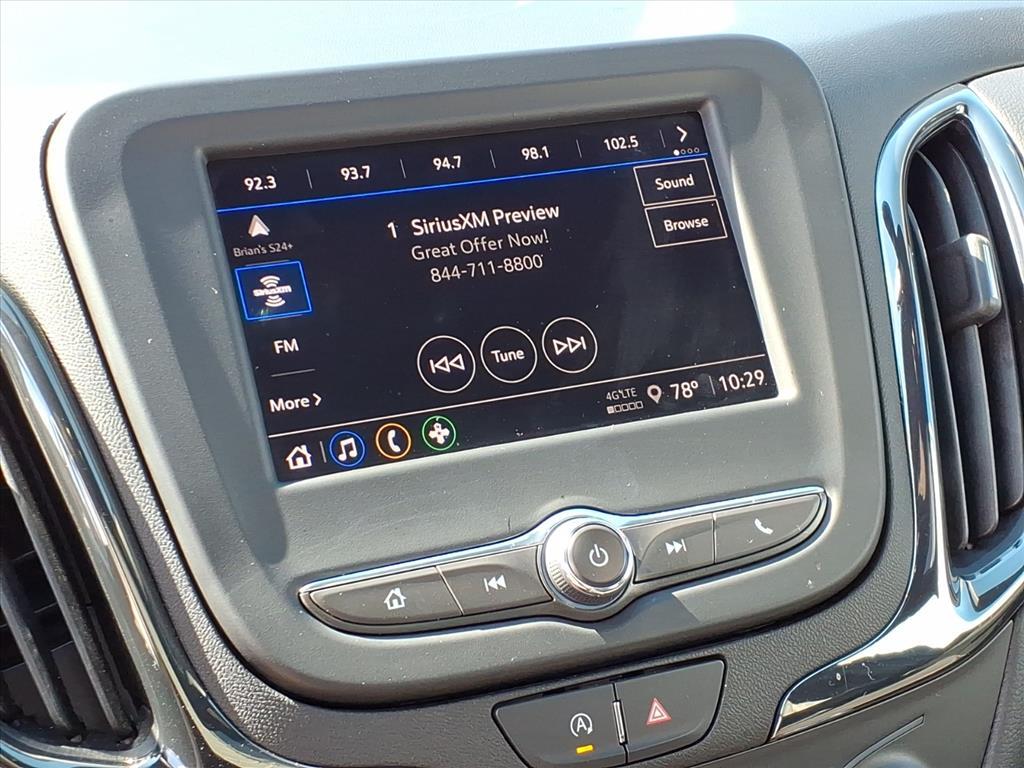 92.3 93.7 94.7 98.1 102.5
Sound
Browse
Brian's S24+
1 SiriusXM Preview
Great Offer Now!
844-711-8800
SiriusXM
FM
More
Tune
4G LTE
78° 10:29
A